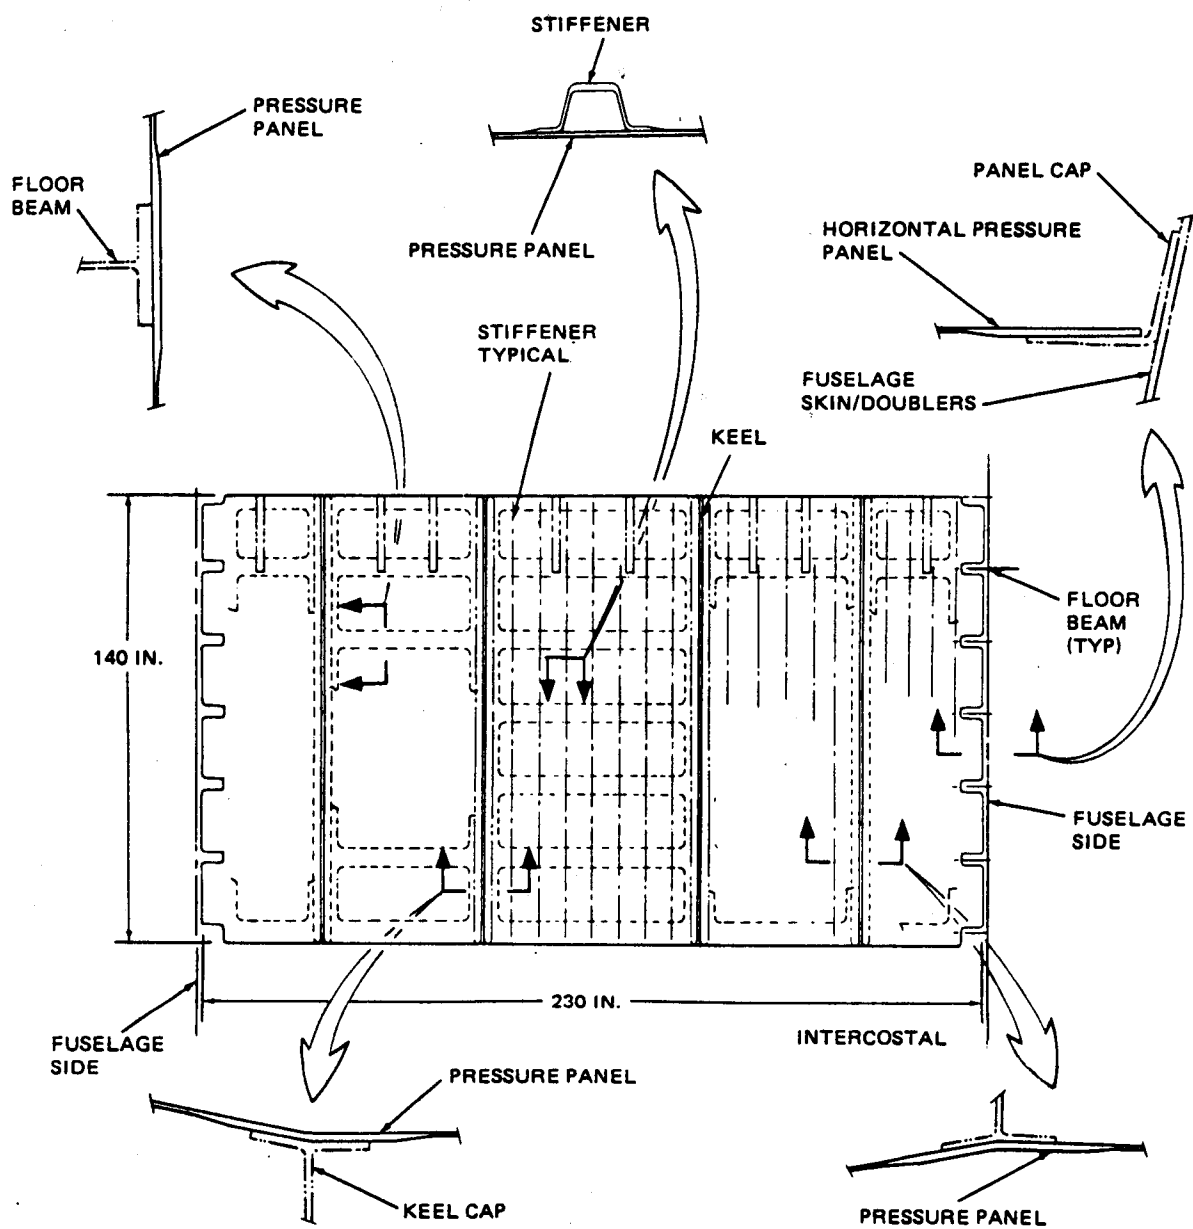 STIFFENER
PRESSURE
PANEL
FLOOR
BEAM
PRESSURE PANEL
PANEL CAP
HORIZONTAL PRESSURE
PANEL
STIFFENER
TYPICAL
FUSELAGE
SKIN/DOUBLERS
KEEL
140 IN.
FLOOR
BEAM
(TYP)
FUSELAGE
SIDE
230 IN.
FUSELAGE
SIDE
INTERCOSTAL
PRESSURE PANEL
KEEL CAP
PRESSURE PANEL